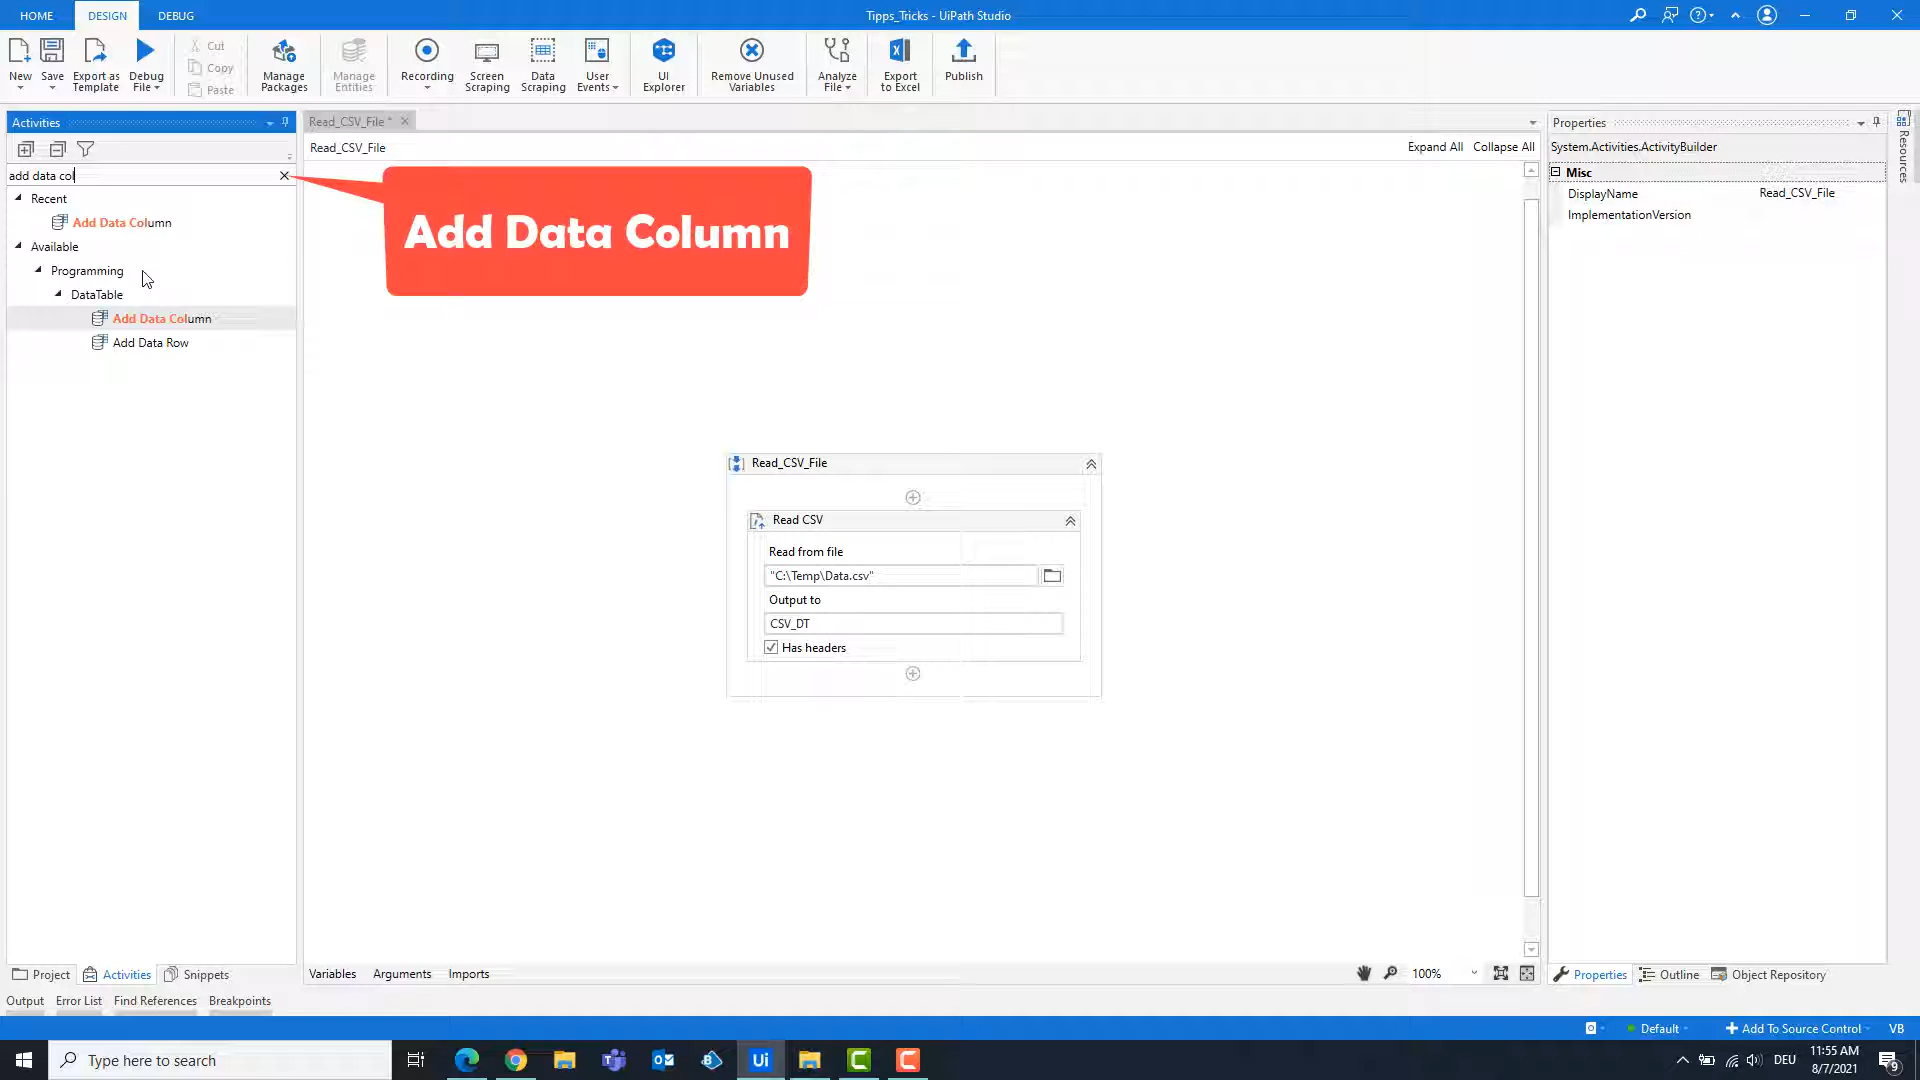 HOME DESIGN DEBUG Tipps_Tricks - UiPath Studio
New Save Export as Template Debug File Cut Copy Paste Manage Packages Manage Entities Recording Screen Scraping Data Scraping User Events UI Explorer Remove Unused Variables Analyze File Export to Excel Publish
Activities
add data col
Recent
Add Data Column
Available
Programming
DataTable
Add Data Column
Add Data Row
Read_CSV_File *
Read_CSV_File Expand All Collapse All
Add Data Column
Read_CSV_File
Read CSV
Read from file
"C:\Temp\Data.csv"
Output to
CSV_DT
Has headers
Properties
System.Activities.ActivityBuilder
Misc
DisplayName Read_CSV_File
ImplementationVersion
Resources
Project Activities Snippets
Variables Arguments Imports 100%
Properties Outline Object Repository
Output Error List Find References Breakpoints
Default Add To Source Control VB
Type here to search
Ui
DEU
11:55 AM
8/7/2021
9